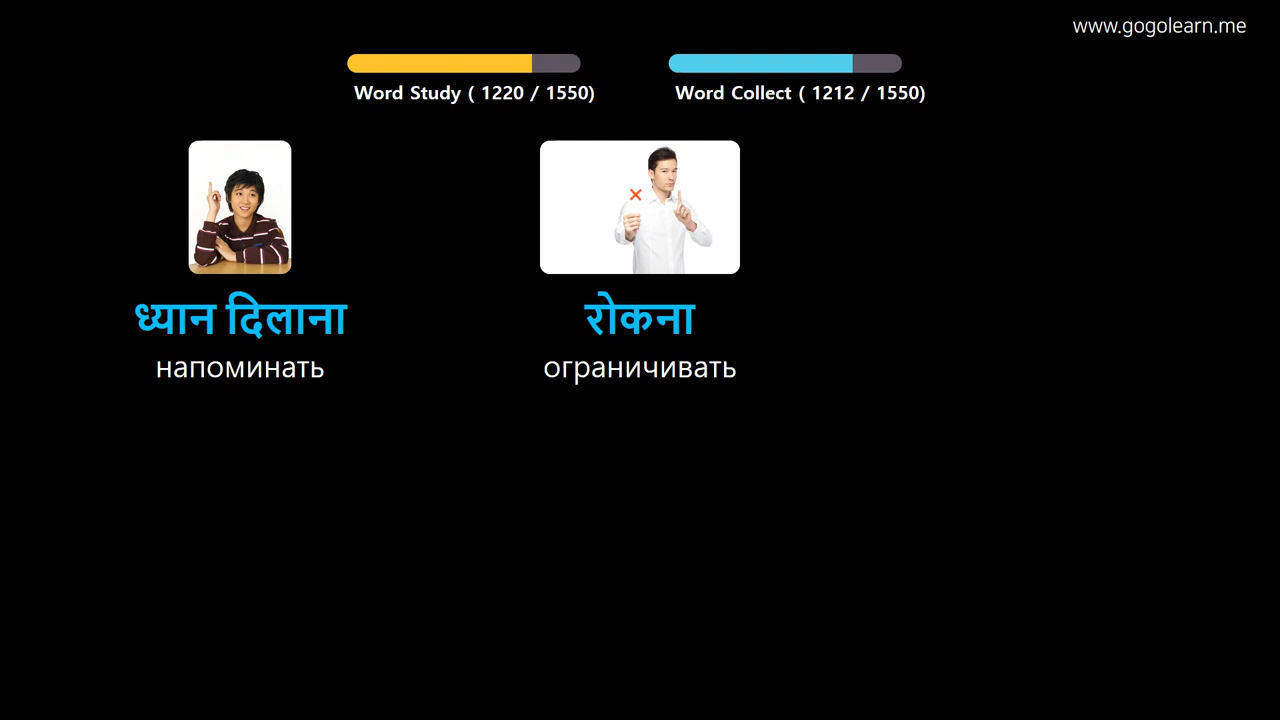 www.gogolearn.me
Word Study ( 1220 / 1550)
Word Collect ( 1212 / 1550)
ध्यान दिलाना
напоминать
रोकना
ограничивать